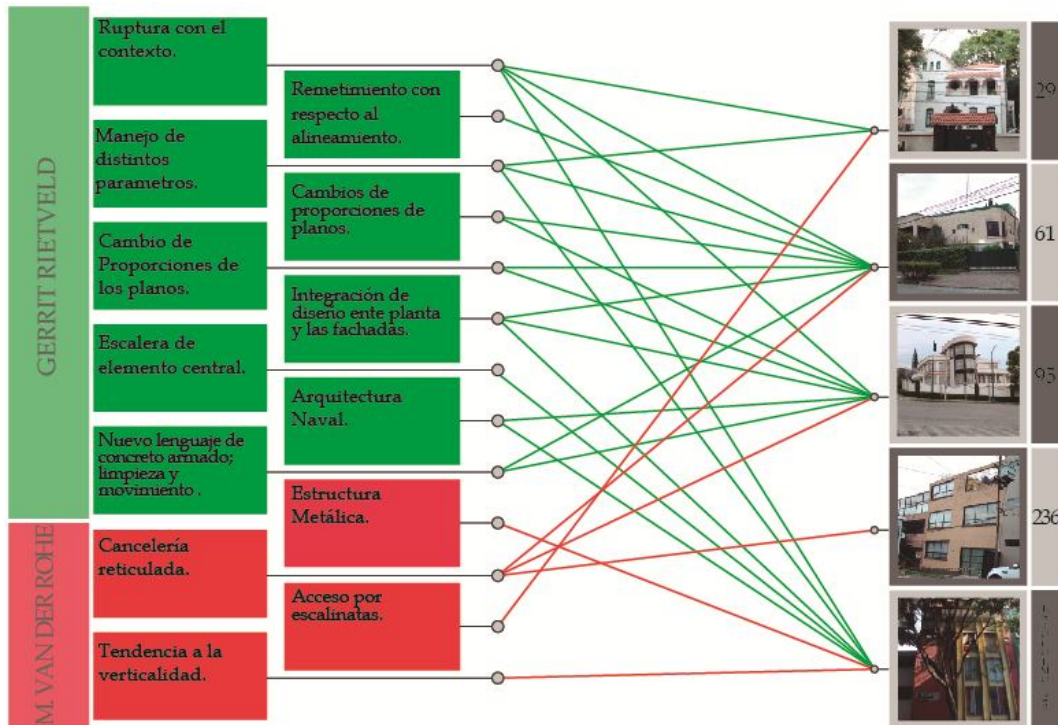 GERRIT RIETVELD
Ruptura con el
contexto.
Remetimiento con
respecto al
alineamiento.
Manejo de
distintos
parametros.
Cambios de
proporciones de
planos.
Cambio de
Proporciones de
los planos.
Integración de
diseño ente planta
y las fachadas.
Escalera de
elemento central.
Arquitectura
Naval.
Nuevo lenguaje de
concreto armado;
limpieza y
movimiento .
M. VAN DER ROHE
Estructura
Metálica.
Cancelería
reticulada.
Acceso por
escalinatas.
Tendencia a la
verticalidad.
29
61
93
236